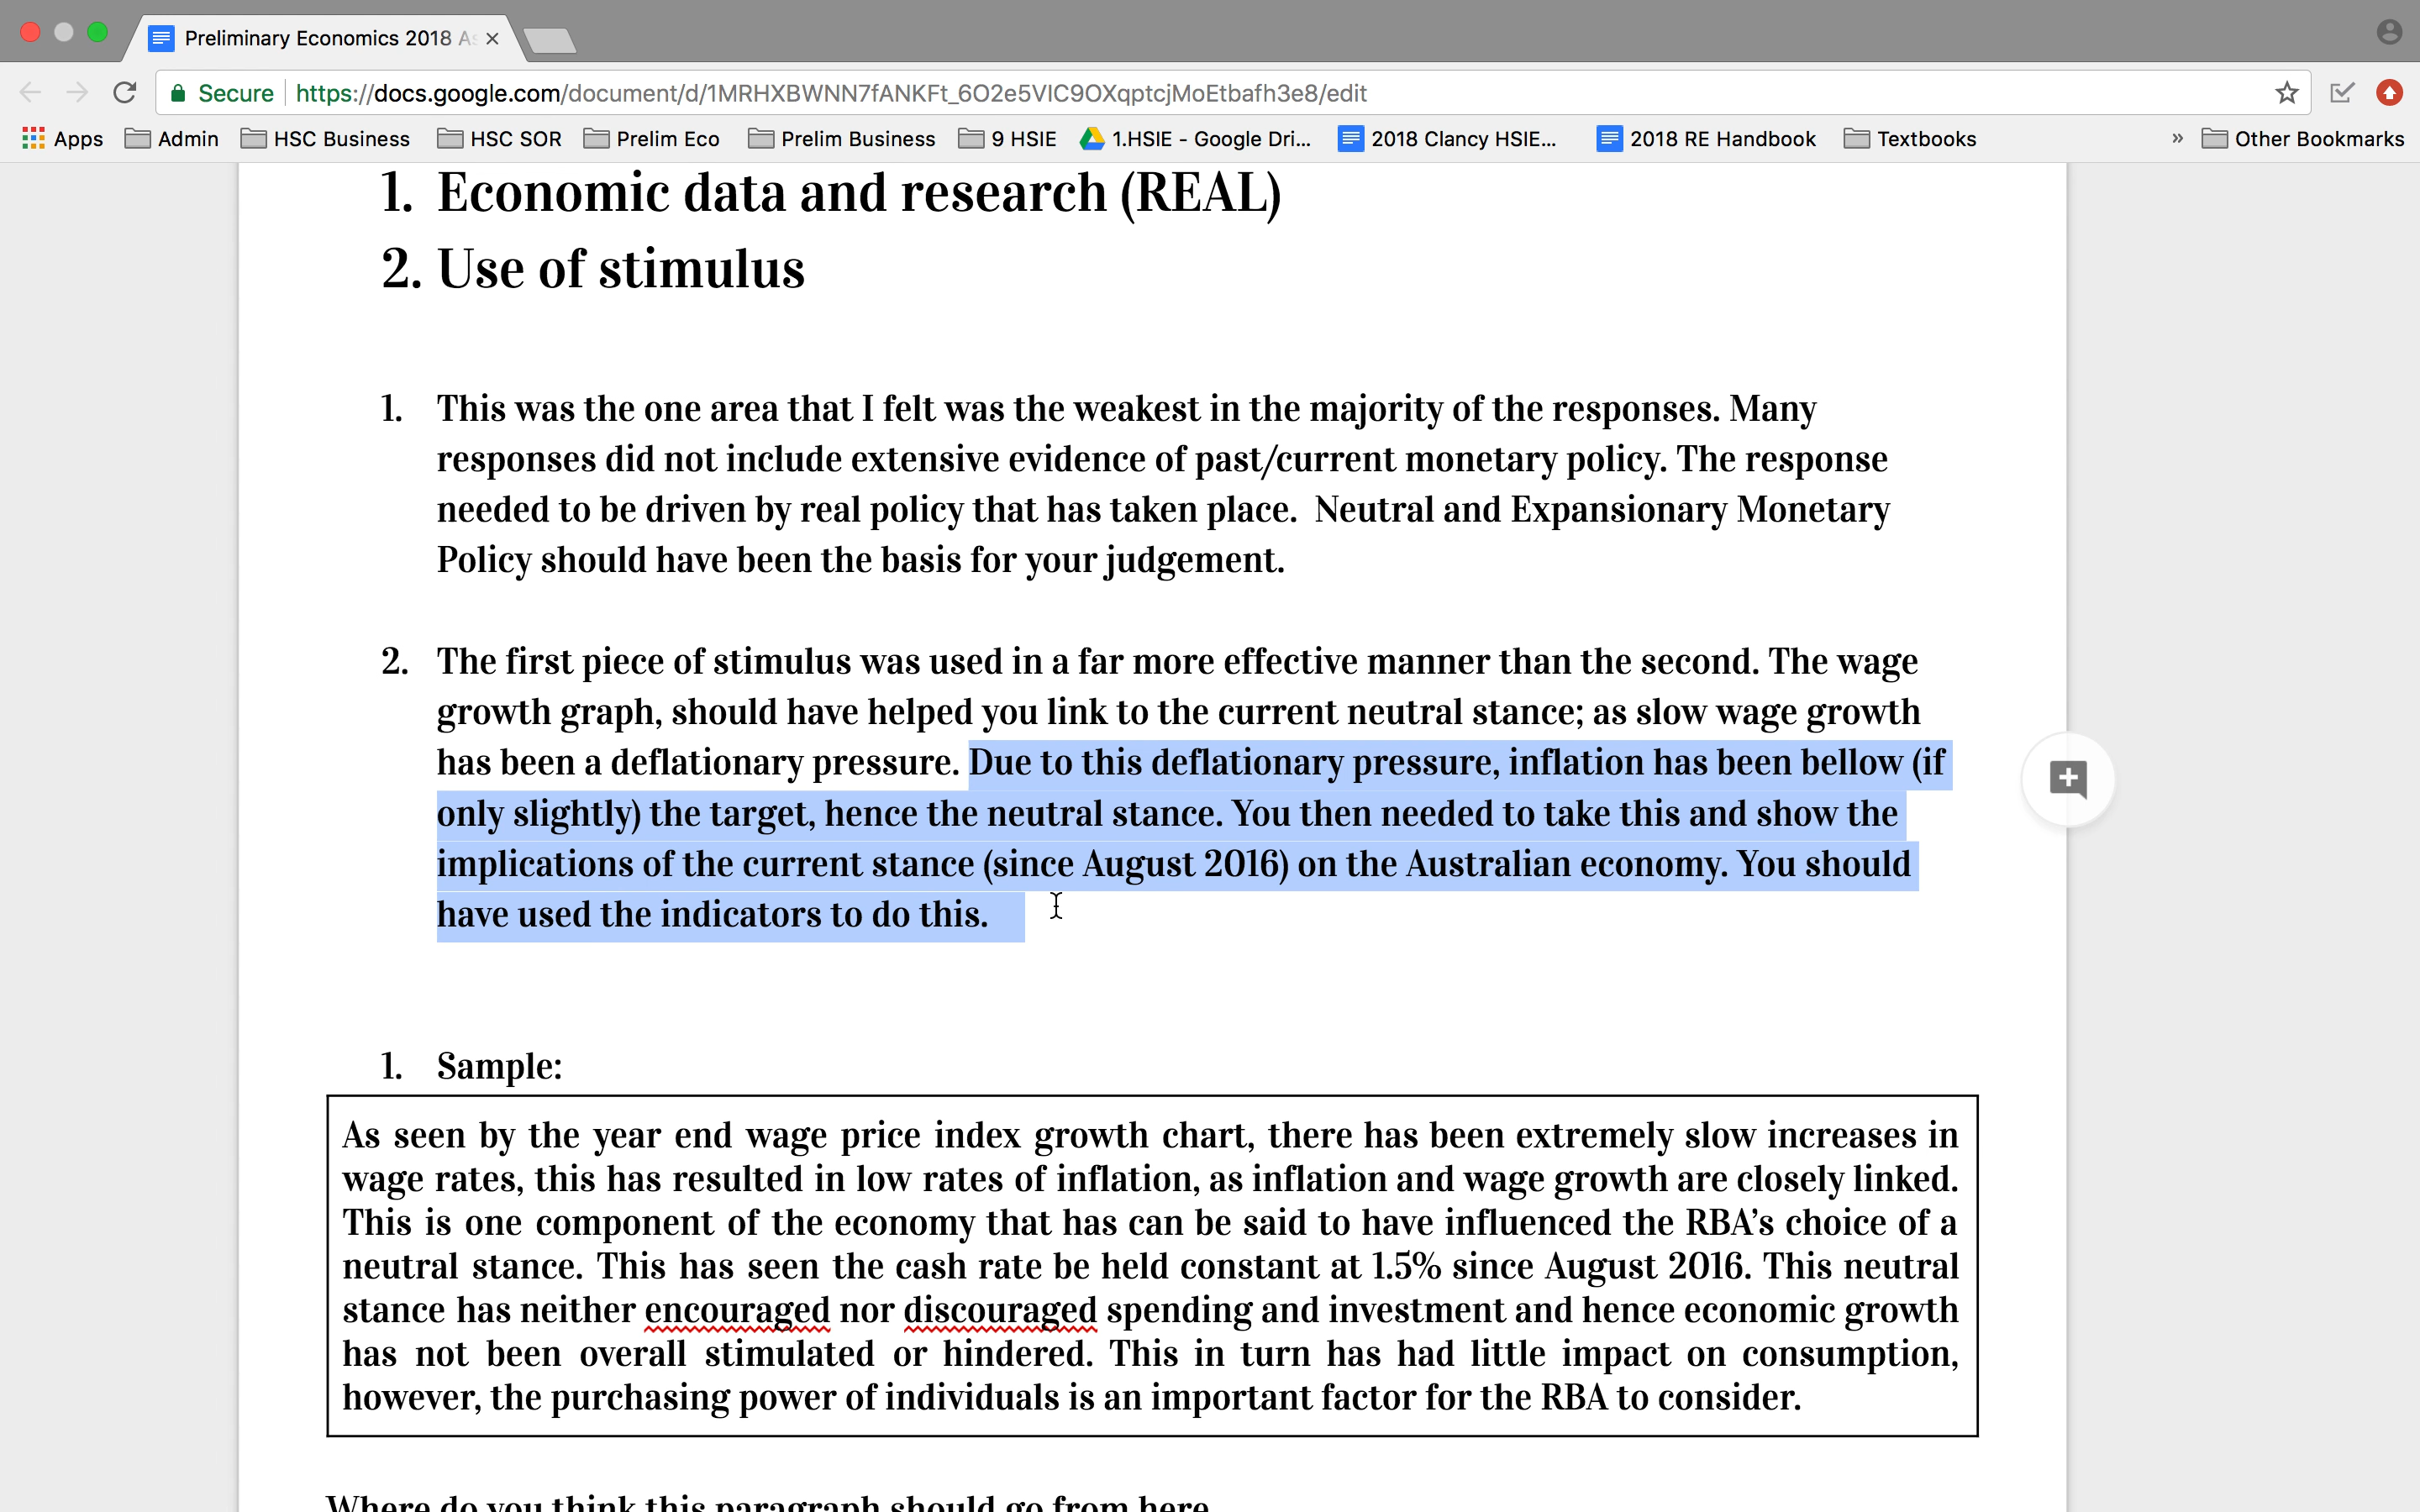 Preliminary Economics 2018 As
Secure https://docs.google.com/document/d/1MRHXBWNN7fANKFt_6O2e5VIC9OXqptcjMoEtbafh3e8/edit
Apps Admin HSC Business HSC SOR Prelim Eco Prelim Business 9 HSIE 1.HSIE - Google Dri... 2018 Clancy HSIE... 2018 RE Handbook Textbooks » Other Bookmarks
1. Economic data and research (REAL)
2. Use of stimulus
1. This was the one area that I felt was the weakest in the majority of the responses. Many
responses did not include extensive evidence of past/current monetary policy. The response
needed to be driven by real policy that has taken place. Neutral and Expansionary Monetary
Policy should have been the basis for your judgement.
2. The first piece of stimulus was used in a far more effective manner than the second. The wage
growth graph, should have helped you link to the current neutral stance; as slow wage growth
has been a deflationary pressure. Due to this deflationary pressure, inflation has been bellow (if
only slightly) the target, hence the neutral stance. You then needed to take this and show the
implications of the current stance (since August 2016) on the Australian economy. You should
have used the indicators to do this.
1. Sample:
As seen by the year end wage price index growth chart, there has been extremely slow increases in
wage rates, this has resulted in low rates of inflation, as inflation and wage growth are closely linked.
This is one component of the economy that has can be said to have influenced the RBA's choice of a
neutral stance. This has seen the cash rate be held constant at 1.5% since August 2016. This neutral
stance has neither encouraged nor discouraged spending and investment and hence economic growth
has not been overall stimulated or hindered. This in turn has had little impact on consumption,
however, the purchasing power of individuals is an important factor for the RBA to consider.
Where do you think this paragraph should go from here